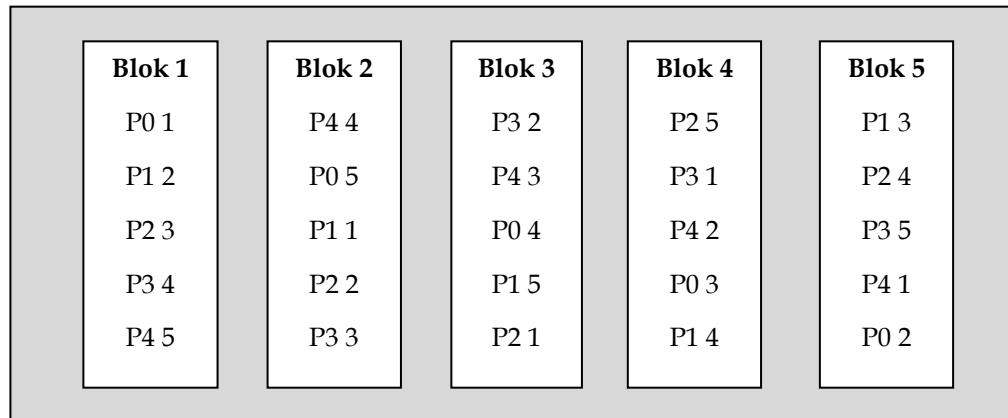 Blok 1
P0 1
P1 2
P2 3
P3 4
P4 5
Blok 2
P4 4
P0 5
P1 1
P2 2
P3 3
Blok 3
P3 2
P4 3
P0 4
P1 5
P2 1
Blok 4
P2 5
P3 1
P4 2
P0 3
P1 4
Blok 5
P1 3
P2 4
P3 5
P4 1
P0 2